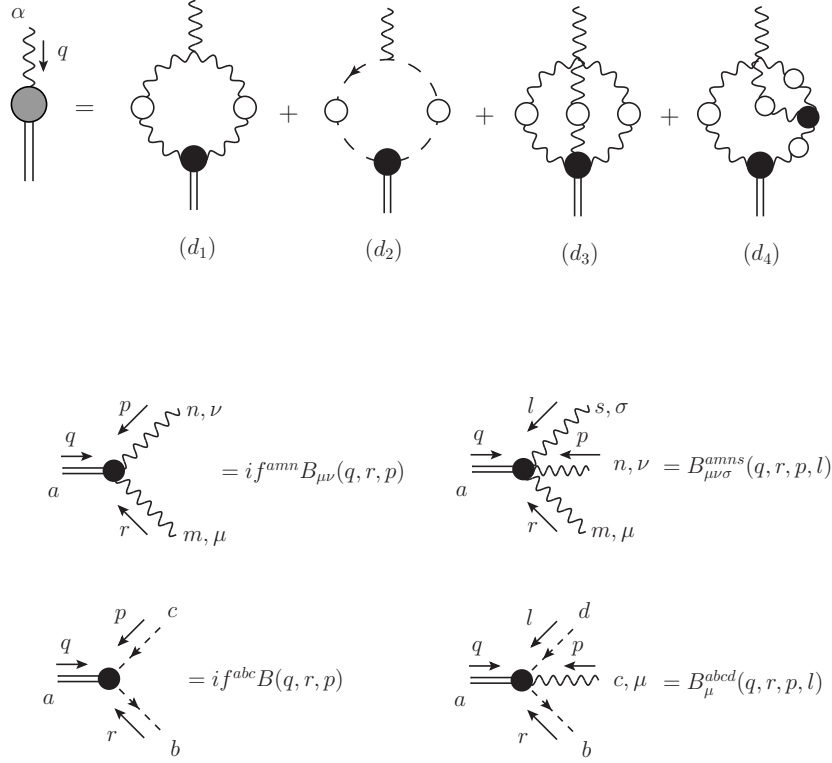 α
q
= + + +
(d₁) (d₂) (d₃) (d₄)
p n, ν l s, σ
q q p
= if^{amn}B_{μν}(q, r, p) n, ν = B^{amns}_{μνσ}(q, r, p, l)
a a
r m, μ r m, μ
p c l d
q q p
= if^{abc}B(q, r, p) c, μ = B^{abcd}_{μ}(q, r, p, l)
a a
r b r b